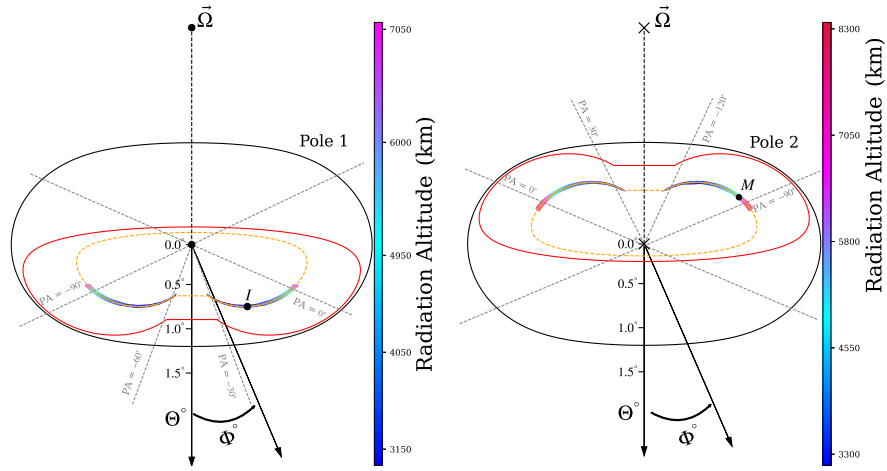 Ω⃗
Pole 1
0.0
0.5°
1.0°
1.5°
PA = −90°
PA = 0°
PA = −60°
PA = −30°
I
Θ°
Φ°
7050
6000
4950
4050
3150
Radiation Altitude (km)
Ω⃗
Pole 2
PA = 30°
PA = −120°
PA = 0°
PA = −90°
M
0.0
0.5°
1.0°
1.5°
Θ°
Φ°
8300
7050
5800
4550
3300
Radiation Altitude (km)